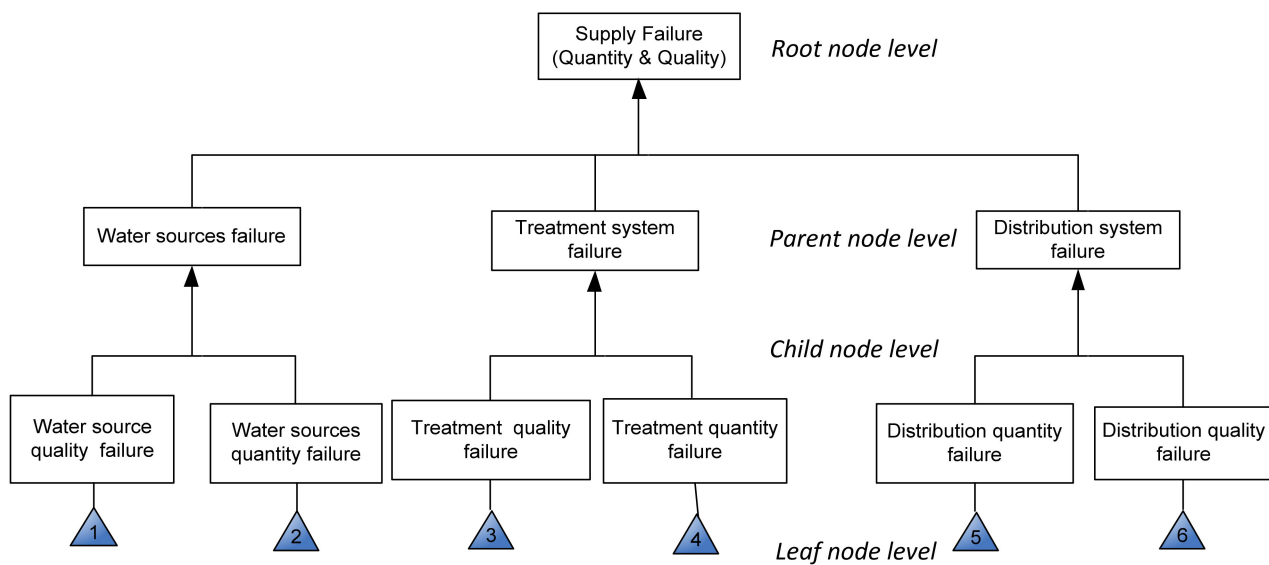 Supply Failure
(Quantity & Quality)
Root node level
Water sources failure
Treatment system
failure
Parent node level
Distribution system
failure
Child node level
Water source
quality failure
Water sources
quantity failure
Treatment quality
failure
Treatment quantity
failure
Distribution quantity
failure
Distribution quality
failure
1
2
3
4
5
6
Leaf node level